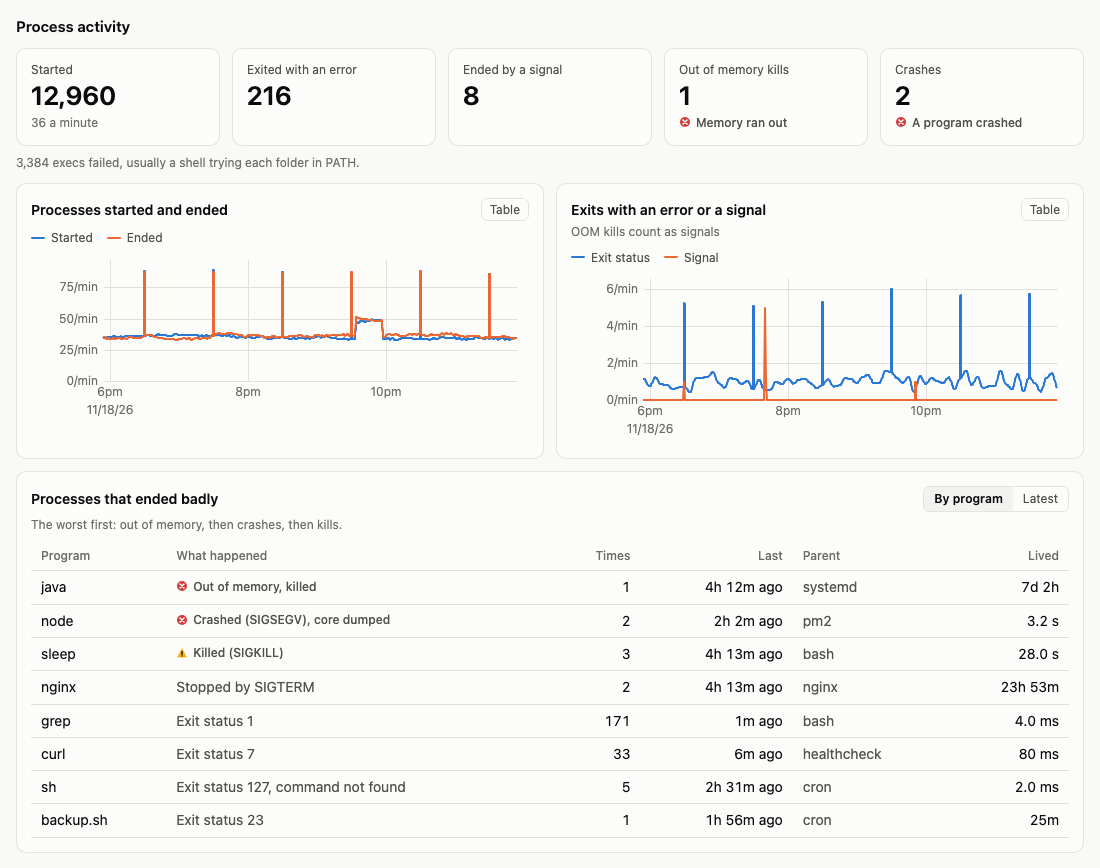 Process activity
Started
12,960
36 a minute
Exited with an error
216
Ended by a signal
8
Out of memory kills
1
Memory ran out
Crashes
2
A program crashed
3,384 execs failed, usually a shell trying each folder in PATH.
Processes started and ended
Table
Started Ended
75/min
50/min
25/min
0/min
6pm 8pm 10pm
11/18/26
Exits with an error or a signal
Table
OOM kills count as signals
Exit status Signal
6/min
4/min
2/min
0/min
6pm 8pm 10pm
11/18/26
Processes that ended badly
By program Latest
The worst first: out of memory, then crashes, then kills.
Program What happened Times Last Parent Lived
java Out of memory, killed 1 4h 12m ago systemd 7d 2h
node Crashed (SIGSEGV), core dumped 2 2h 2m ago pm2 3.2 s
sleep Killed (SIGKILL) 3 4h 13m ago bash 28.0 s
nginx Stopped by SIGTERM 2 4h 13m ago nginx 23h 53m
grep Exit status 1 171 1m ago bash 4.0 ms
curl Exit status 7 33 6m ago healthcheck 80 ms
sh Exit status 127, command not found 5 2h 31m ago cron 2.0 ms
backup.sh Exit status 23 1 1h 56m ago cron 25m